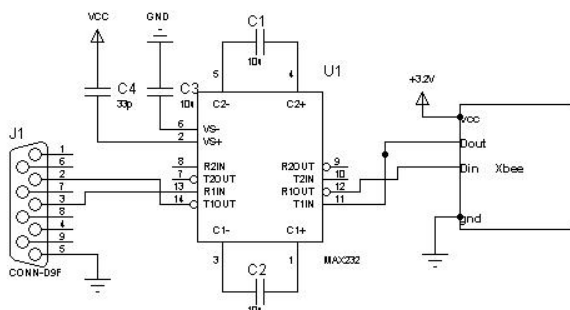 VCC
GND
C1
10u
5
4
U1
C2-
C2+
C4
33p
C3
10u
6
2
VS-
VS+
+3.2V
vcc
Dout
Din
Xbee
gnd
J1
1
6
2
7
3
8
4
9
5
CONN-D9F
8
7
13
14
R2IN
T2OUT
R1IN
T1OUT
R2OUT
T2IN
R1OUT
T1IN
9
10
12
11
C1-
C1+
3
1
MAX232
C2
10u